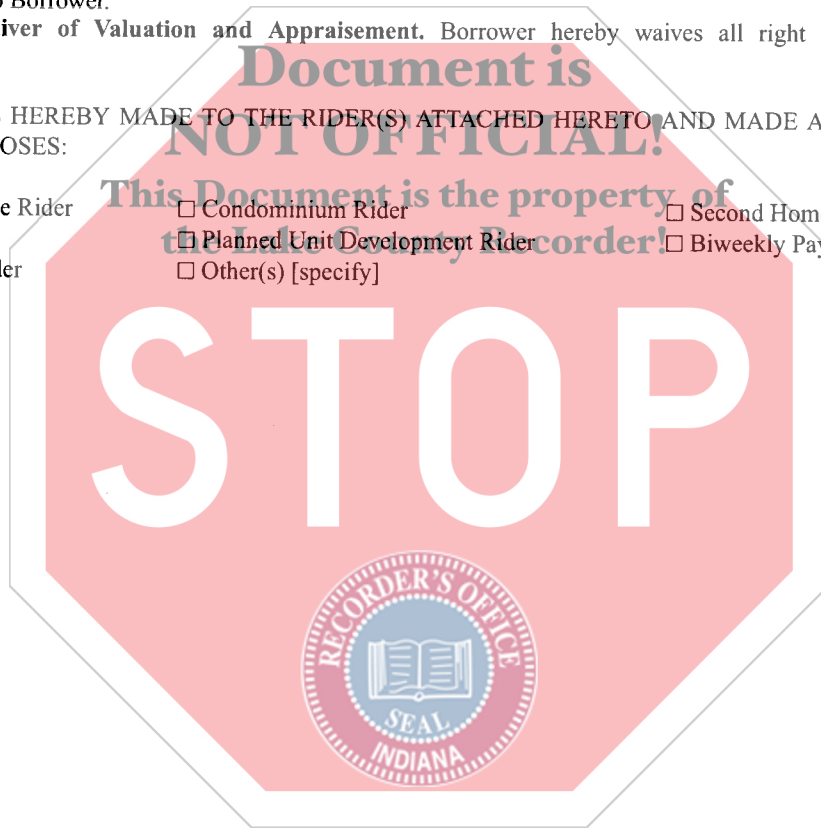 Borrower.
iver of Valuation and Appraisement. Borrower hereby waives all right
Document is
HEREBY MADE TO THE RIDER(S) ATTACHED HERETO AND MADE A
NOT OFFICIAL!
OSES:
This Document is the property of
e Rider ☐ Condominium Rider ☐ Second Hom
the Lake County Recorder!
☐ Planned Unit Development Rider ☐ Biweekly Pay
ler ☐ Other(s) [specify]
STOP
RECORDER'S OFFICE
SEAL
INDIANA